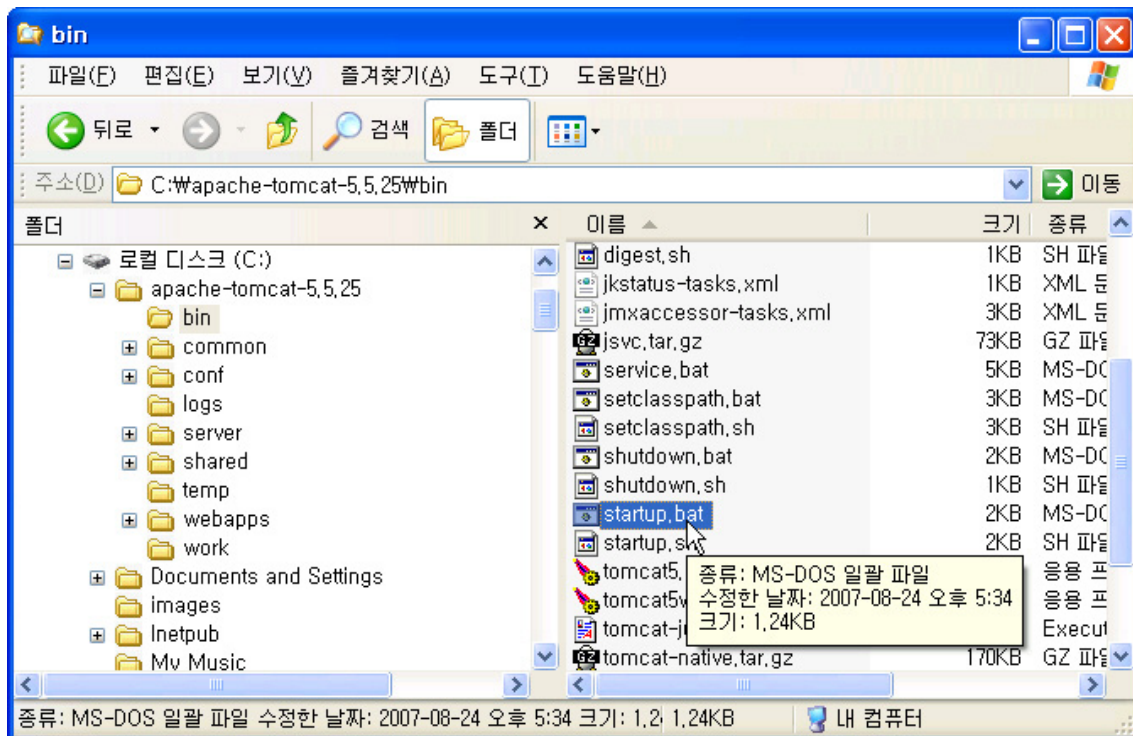 bin
파일(F) 편집(E) 보기(V) 즐겨찾기(A) 도구(T) 도움말(H)
뒤로 검색 폴더
주소(D) C:\apache-tomcat-5.5.25\bin 이동
폴더 x
로컬 디스크 (C:)
apache-tomcat-5.5.25
bin
common
conf
logs
server
shared
temp
webapps
work
Documents and Settings
images
Inetpub
My Music
이름 크기 종류
digest.sh 1KB SH 파일
jkstatus-tasks.xml 1KB XML 문
jmxaccessor-tasks.xml 3KB XML 문
jsvc.tar.gz 73KB GZ 파일
service.bat 5KB MS-DO
setclasspath.bat 3KB MS-DO
setclasspath.sh 3KB SH 파일
shutdown.bat 2KB MS-DO
shutdown.sh 1KB SH 파일
startup.bat 2KB MS-DO
startup.s 2KB SH 파일
tomcat5. 응용 프
tomcat5w 응용 프
tomcat-ju Execut
tomcat-native.tar.gz 170KB GZ 파일
종류: MS-DOS 일괄 파일
수정한 날짜: 2007-08-24 오후 5:34
크기: 1.24KB
종류: MS-DOS 일괄 파일 수정한 날짜: 2007-08-24 오후 5:34 크기: 1.2 1.24KB 내 컴퓨터